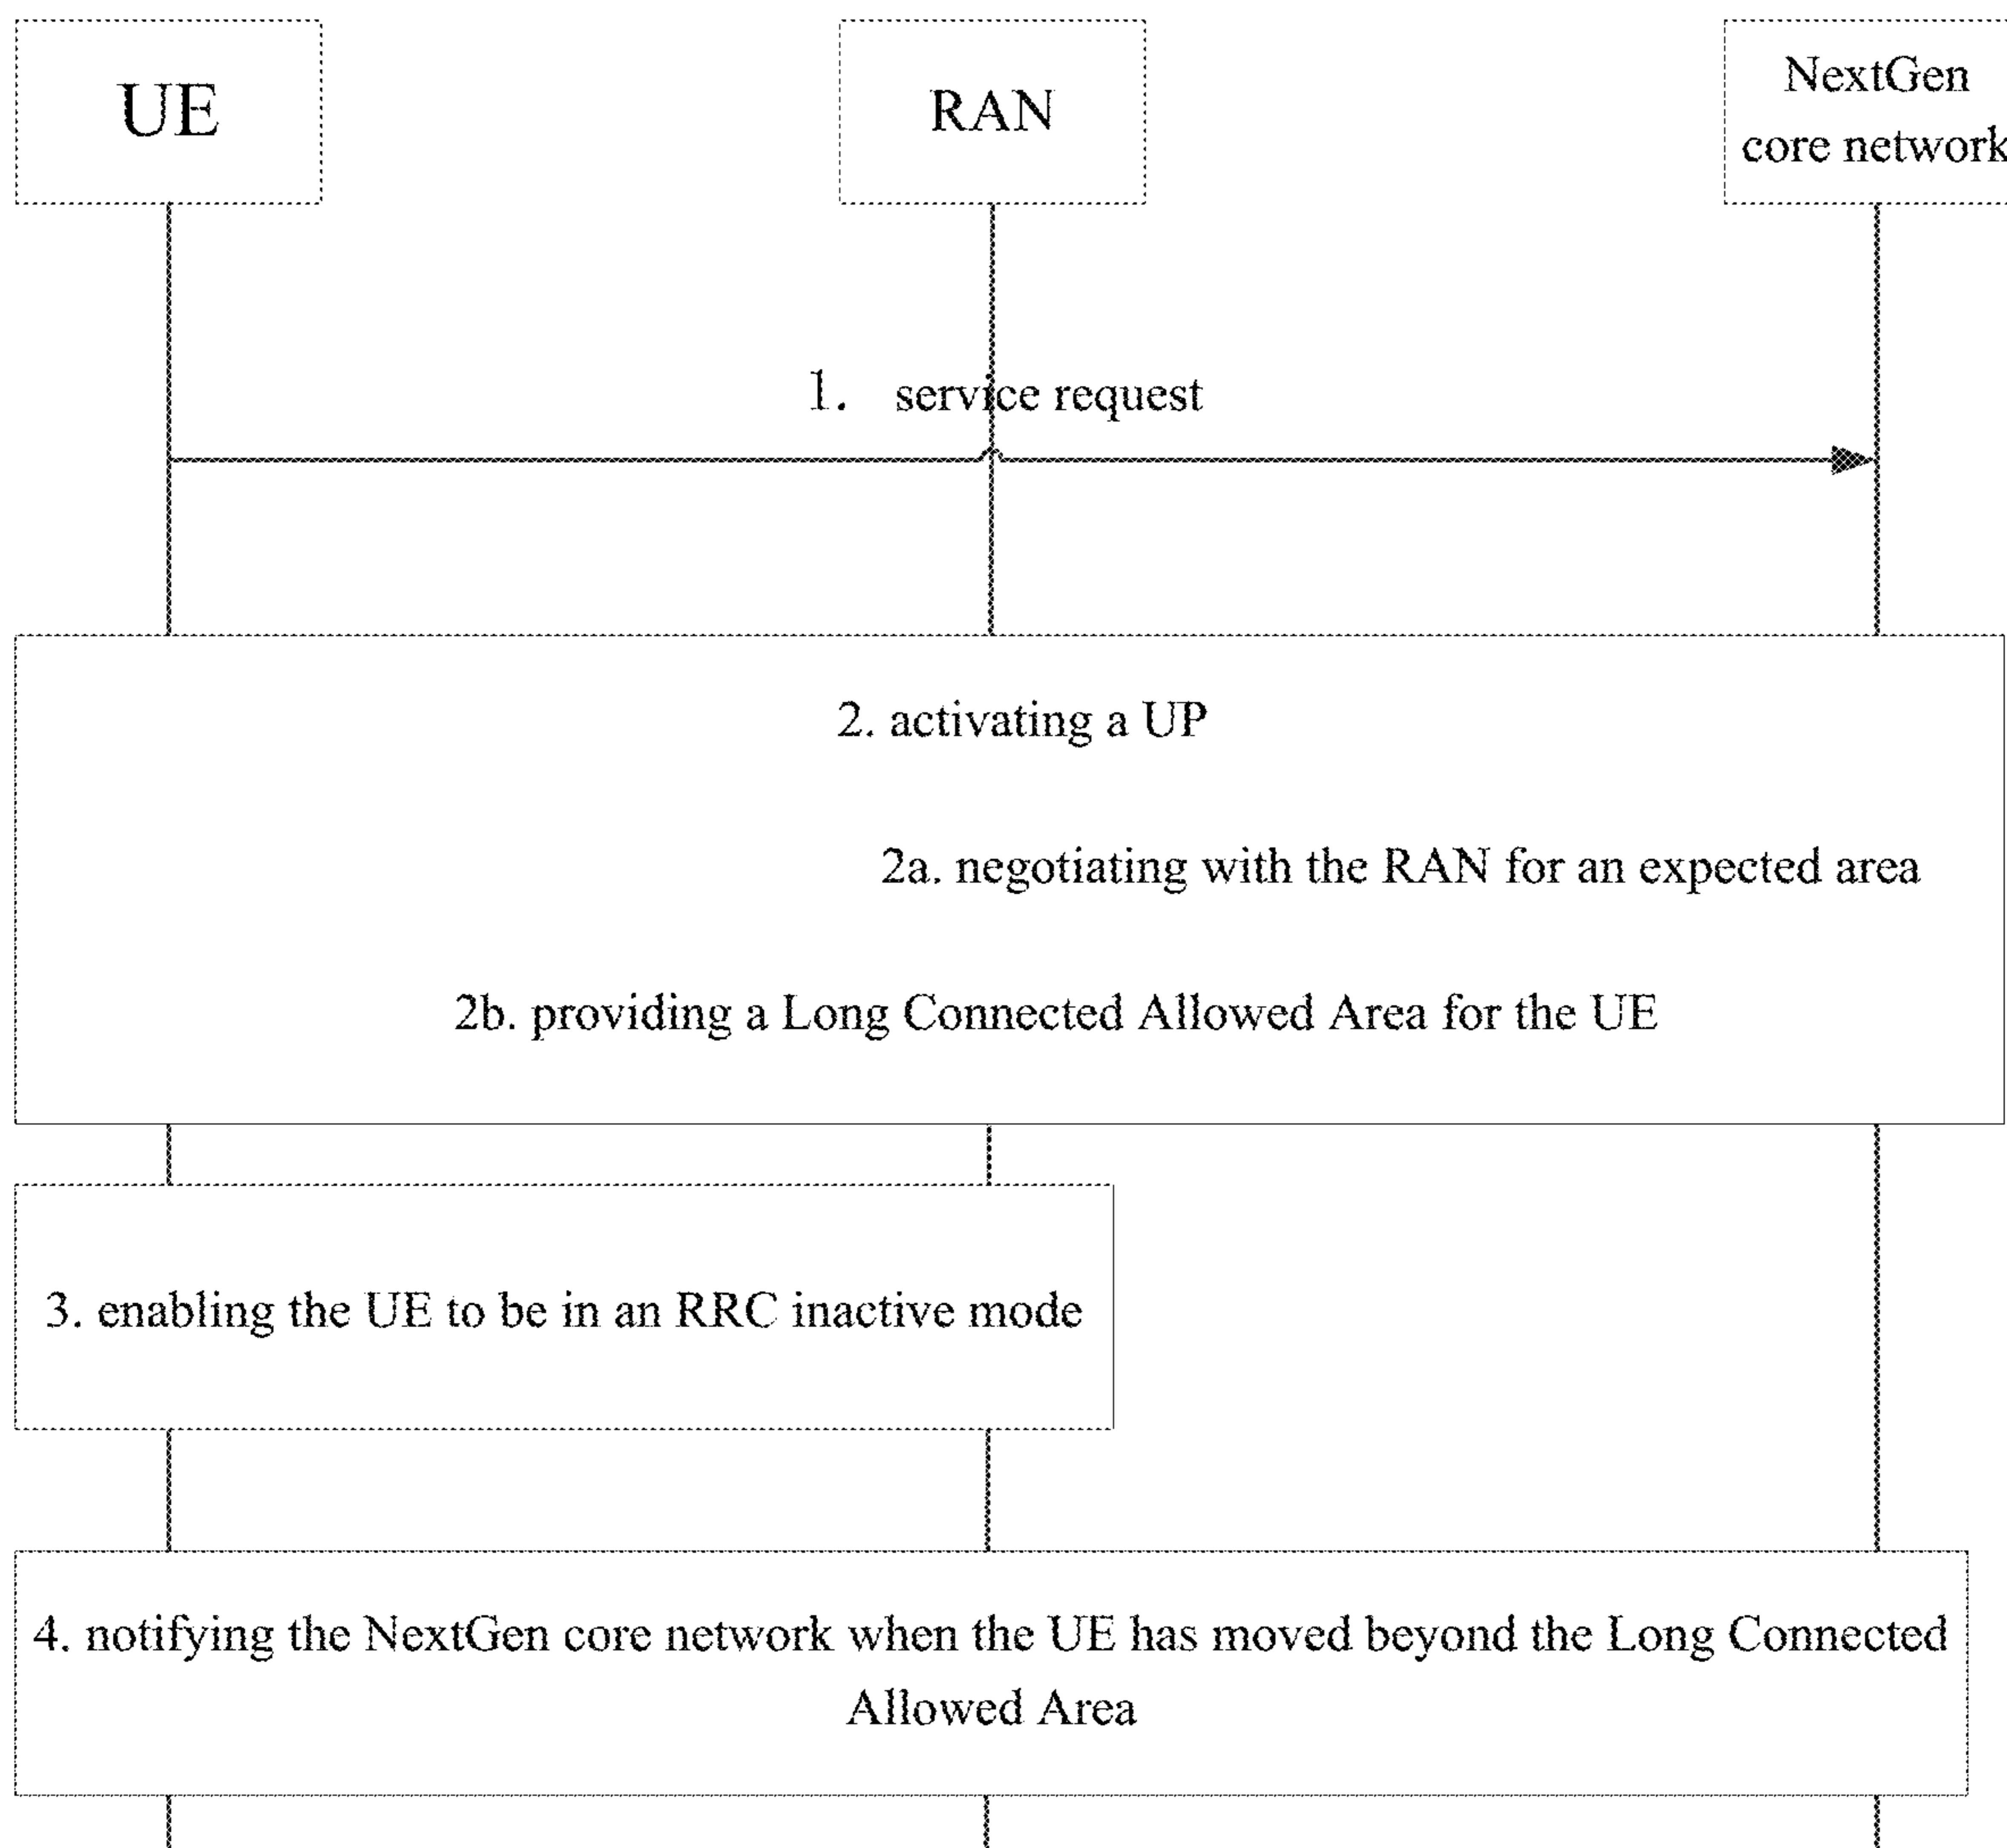 UE
RAN
NextGen
core network
1. service request
2. activating a UP
2a. negotiating with the RAN for an expected area
2b. providing a Long Connected Allowed Area for the UE
3. enabling the UE to be in an RRC inactive mode
4. notifying the NextGen core network when the UE has moved beyond the Long Connected
Allowed Area